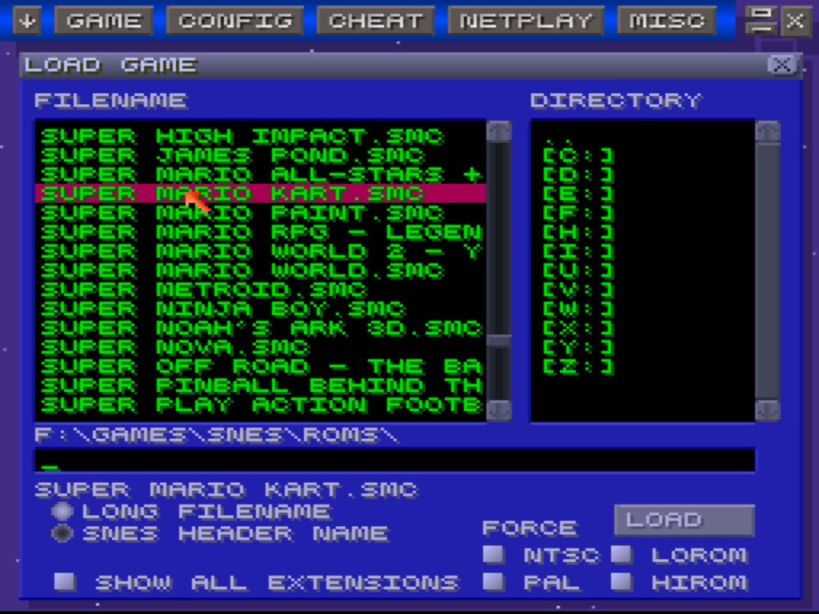 GAME CONFIG CHEAT NETPLAY MISC
LOAD GAME
FILENAME
SUPER HIGH IMPACT.SMC
SUPER JAMES POND.SMC
SUPER MARIO ALL-STARS +
SUPER MARIO KART.SMC
SUPER MARIO PAINT.SMC
SUPER MARIO RPG - LEGEN
SUPER MARIO WORLD 2 - Y
SUPER MARIO WORLD.SMC
SUPER METROID.SMC
SUPER NINJA BOY.SMC
SUPER NOAH'S ARK 3D.SMC
SUPER NOVA.SMC
SUPER OFF ROAD - THE BA
SUPER PINBALL BEHIND TH
SUPER PLAY ACTION FOOTB
DIRECTORY
..
[C:]
[D:]
[E:]
[F:]
[H:]
[I:]
[U:]
[V:]
[W:]
[X:]
[Y:]
[Z:]
F:\GAMES\SNES\ROMS\
_
SUPER MARIO KART.SMC
LONG FILENAME
SNES HEADER NAME
SHOW ALL EXTENSIONS
FORCE
LOAD
NTSC LOROM
PAL HIROM